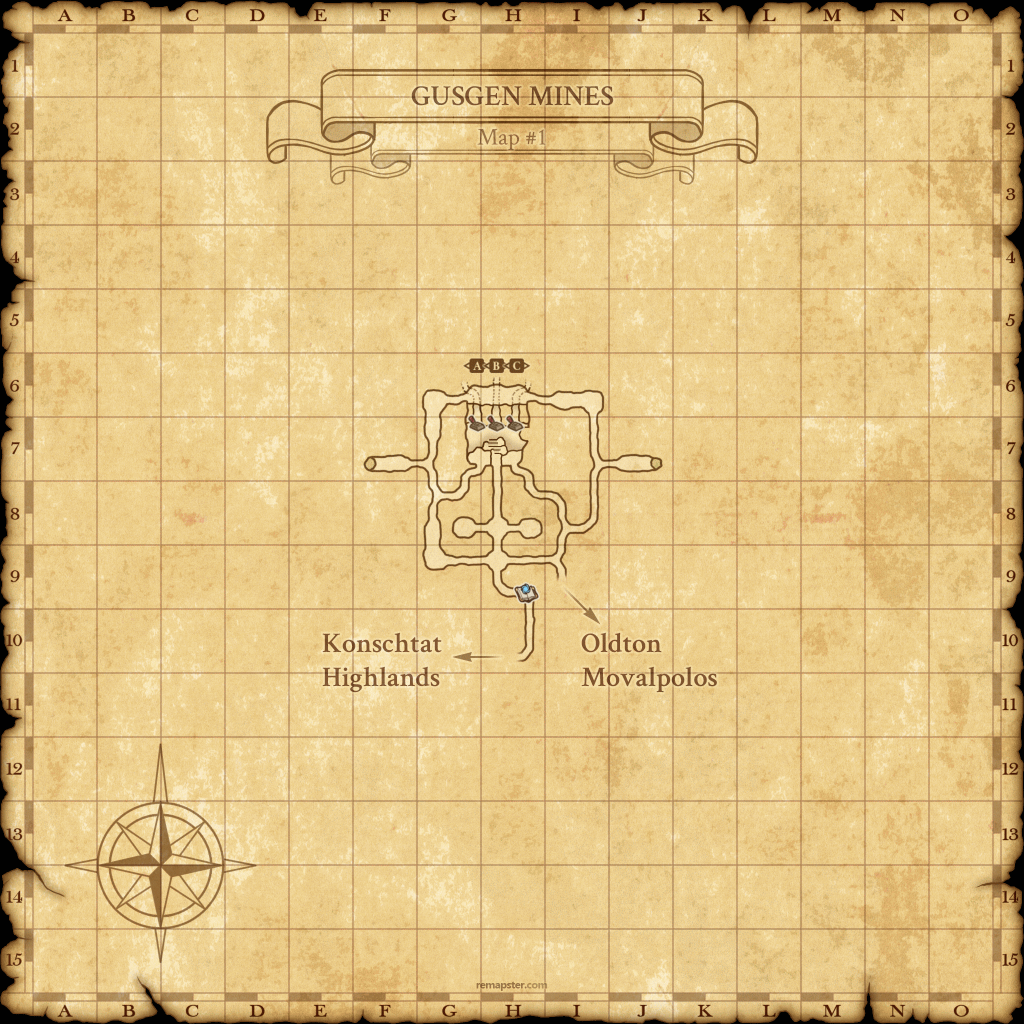 A B C D E F G H I J K L M N O
GUSGEN MINES
Map #1
A B C
Konschtat
Highlands
Oldton
Movalpolos
1 1
2 2
3 3
4 4
5 5
6 6
7 7
8 8
9 9
10 10
11 11
12 12
13 13
14 14
15 15
remapster.com
A B C D E F G H I J K L M N O